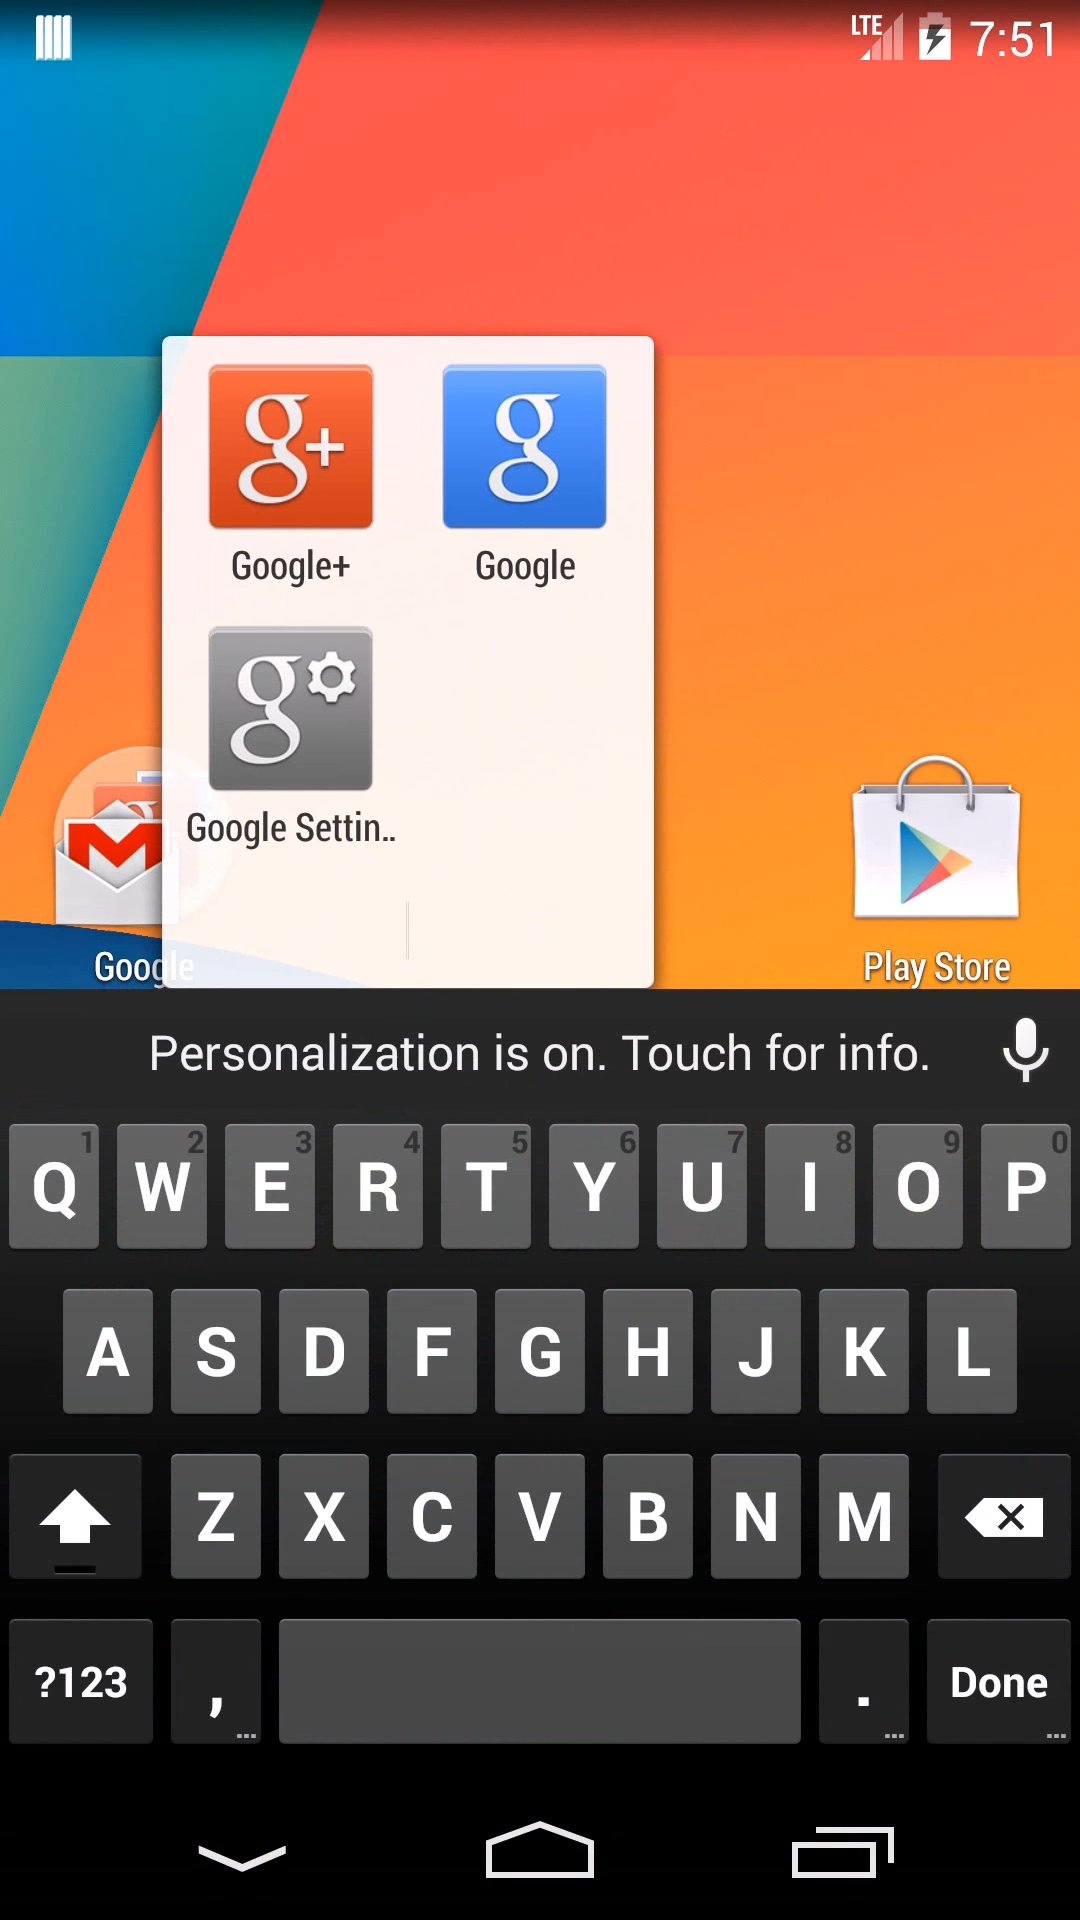 LTE 7:51
g+ g
Google+ Google
g
Google Settin..
Google Play Store
Personalization is on. Touch for info.
1 2 3 4 5 6 7 8 9 0
Q W E R T Y U I O P
A S D F G H J K L
Z X C V B N M
?123 , . Done